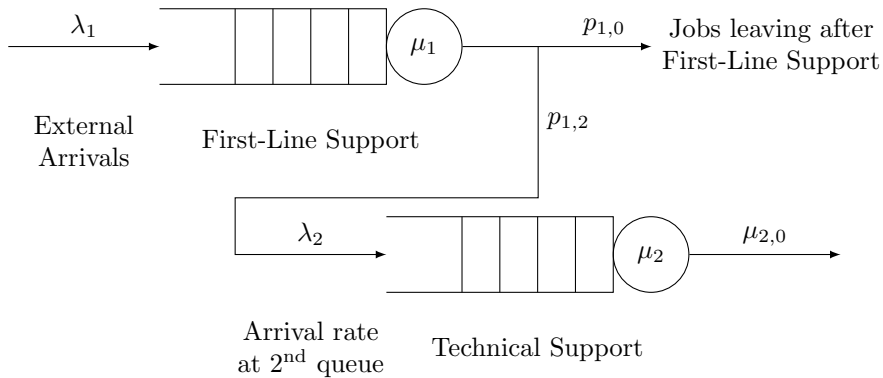 λ₁
μ₁
p₁,₀
Jobs leaving after
First-Line Support
External
Arrivals
First-Line Support
p₁,₂
λ₂
μ₂
μ₂,₀
Arrival rate
at 2ⁿᵈ queue
Technical Support